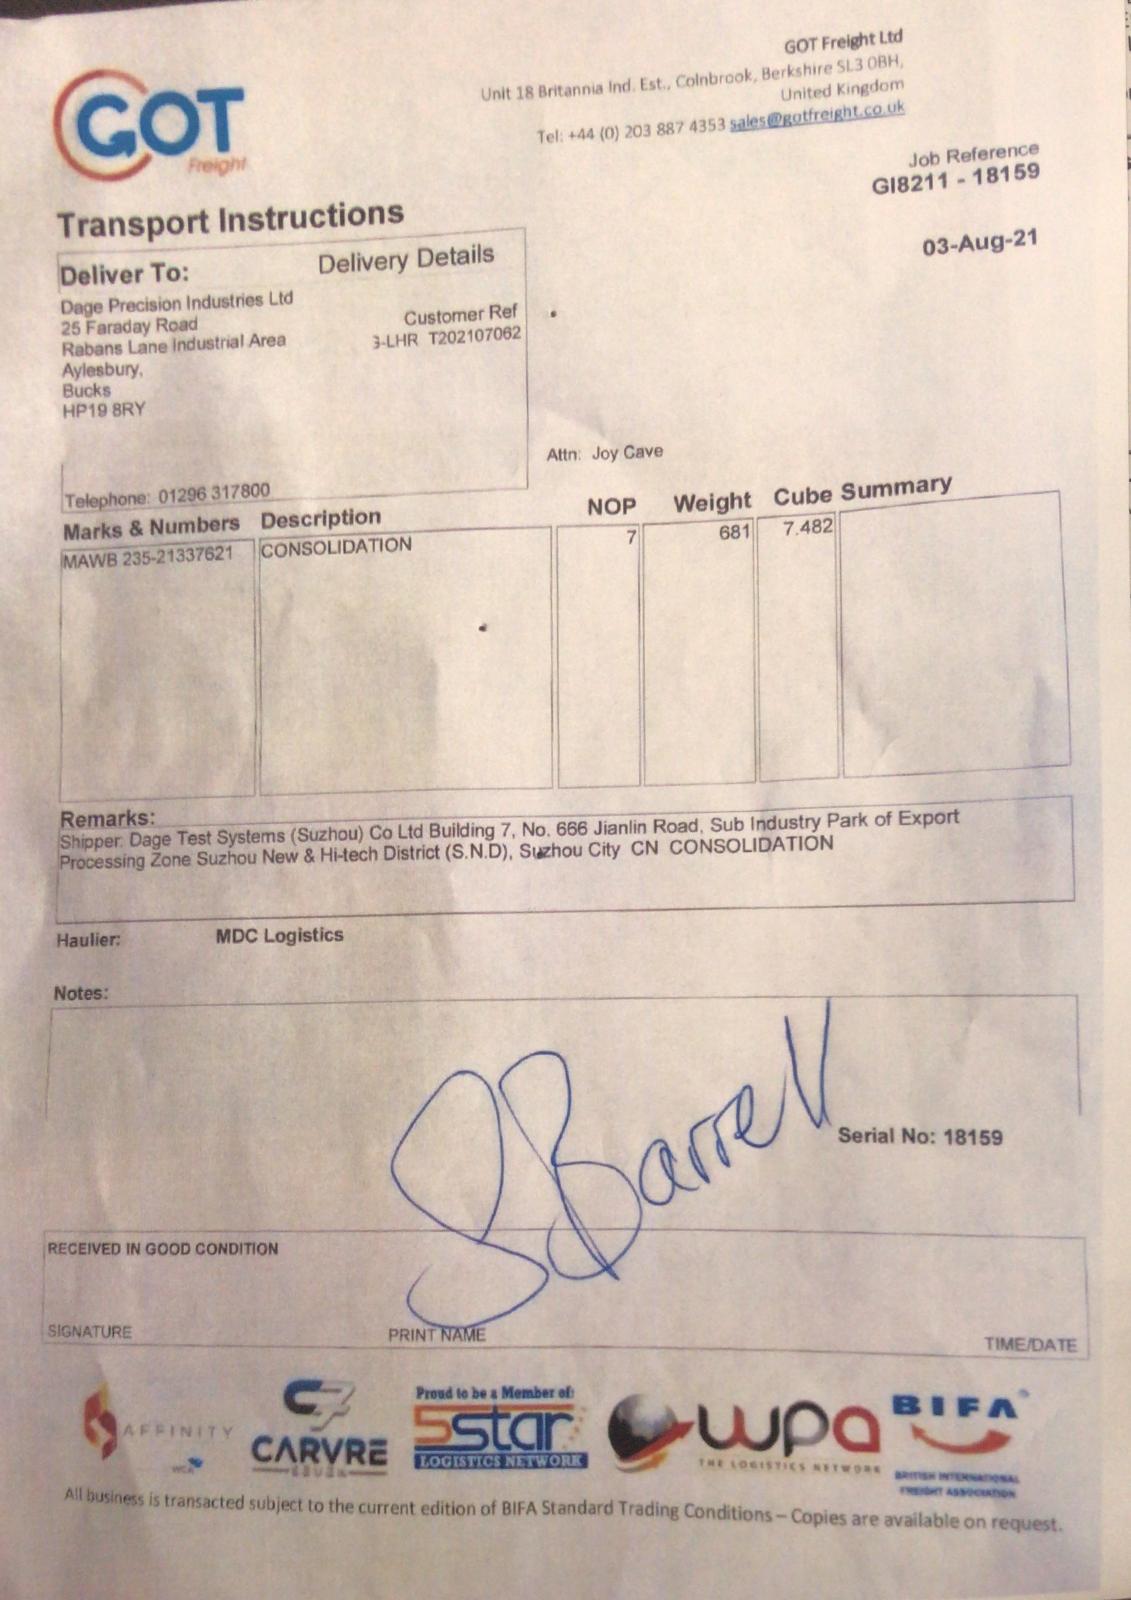 GOT
Freight
GOT Freight Ltd
Unit 18 Britannia Ind. Est., Colnbrook, Berkshire SL3 0BH,
United Kingdom
Tel: +44 (0) 203 887 4353 sales@gotfreight.co.uk
Job Reference
GI8211 - 18159
03-Aug-21
Transport Instructions
Deliver To: Delivery Details
Dage Precision Industries Ltd
25 Faraday Road
Rabans Lane Industrial Area
Aylesbury,
Bucks
HP19 8RY
Customer Ref
-LHR T202107062
Attn: Joy Cave
Telephone: 01296 317800
Marks & Numbers Description NOP Weight Cube Summary
MAWB 235-21337621 CONSOLIDATION 7 681 7.482
Remarks:
Shipper: Dage Test Systems (Suzhou) Co Ltd Building 7, No. 666 Jianlin Road, Sub Industry Park of Export
Processing Zone Suzhou New & Hi-tech District (S.N.D), Suzhou City CN CONSOLIDATION
Haulier: MDC Logistics
Notes:
Serial No: 18159
RECEIVED IN GOOD CONDITION
SIGNATURE PRINT NAME TIME/DATE
AFFINITY
WCA
CARVRE
SEVEN
Proud to be a Member of:
5star
LOGISTICS NETWORK
wpa
THE LOGISTICS NETWORK
BIFA
BRITISH INTERNATIONAL
FREIGHT ASSOCIATION
All business is transacted subject to the current edition of BIFA Standard Trading Conditions – Copies are available on request.